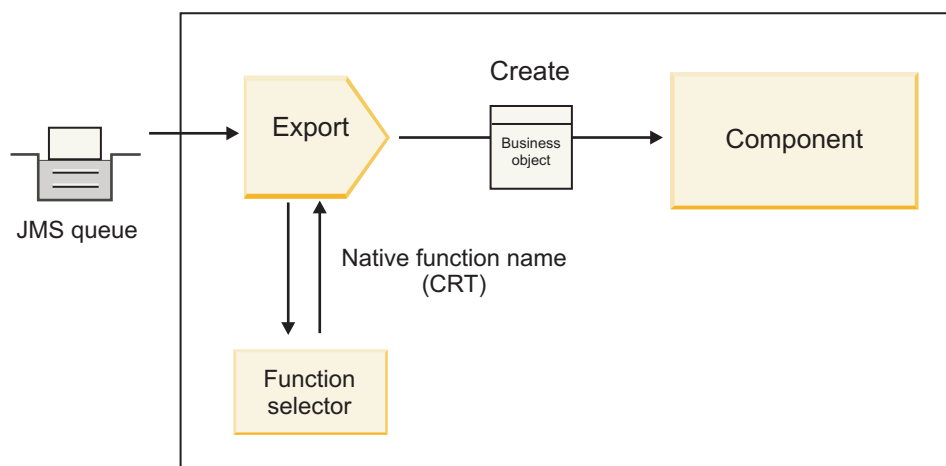 Create
Export
Business
object
Component
JMS queue
Native function name
(CRT)
Function
selector